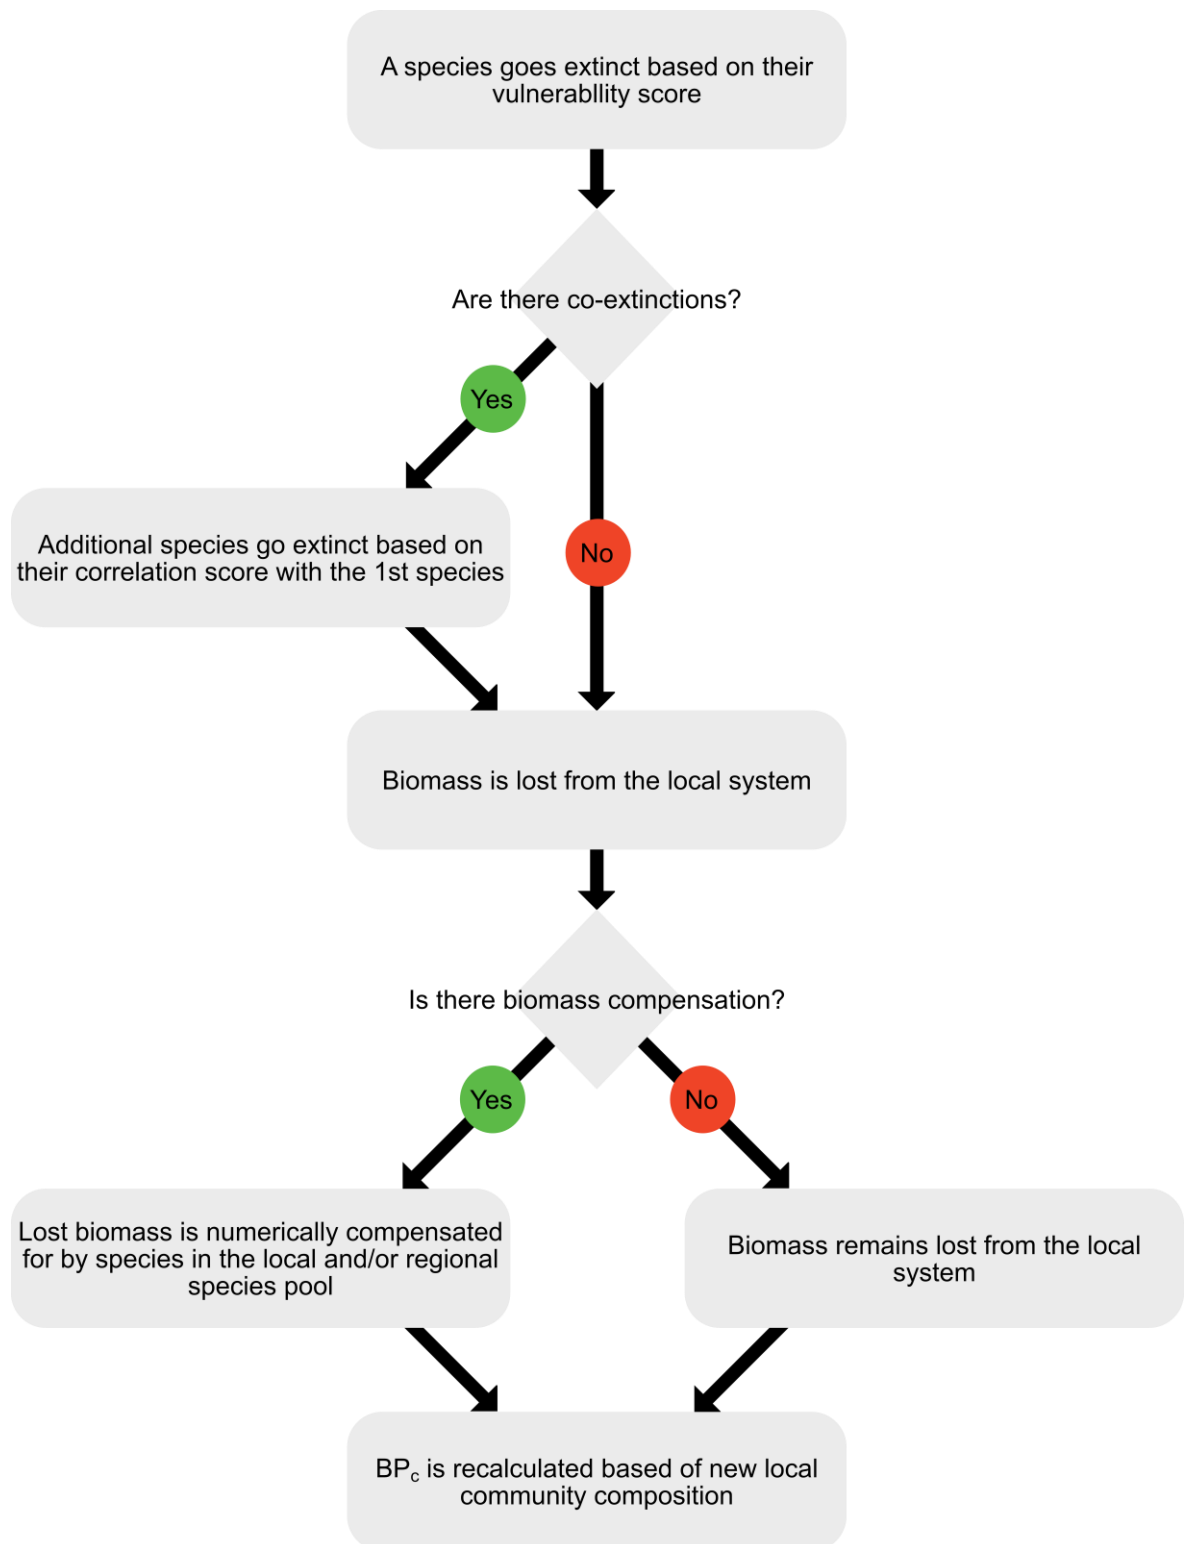 A species goes extinct based on their
vulnerabllity score
Are there co-extinctions?
Yes
Additional species go extinct based on
their correlation score with the 1st species
No
Biomass is lost from the local system
Is there biomass compensation?
Yes
No
Lost biomass is numerically compensated
for by species in the local and/or regional
species pool
Biomass remains lost from the local
system
BPc is recalculated based of new local
community composition